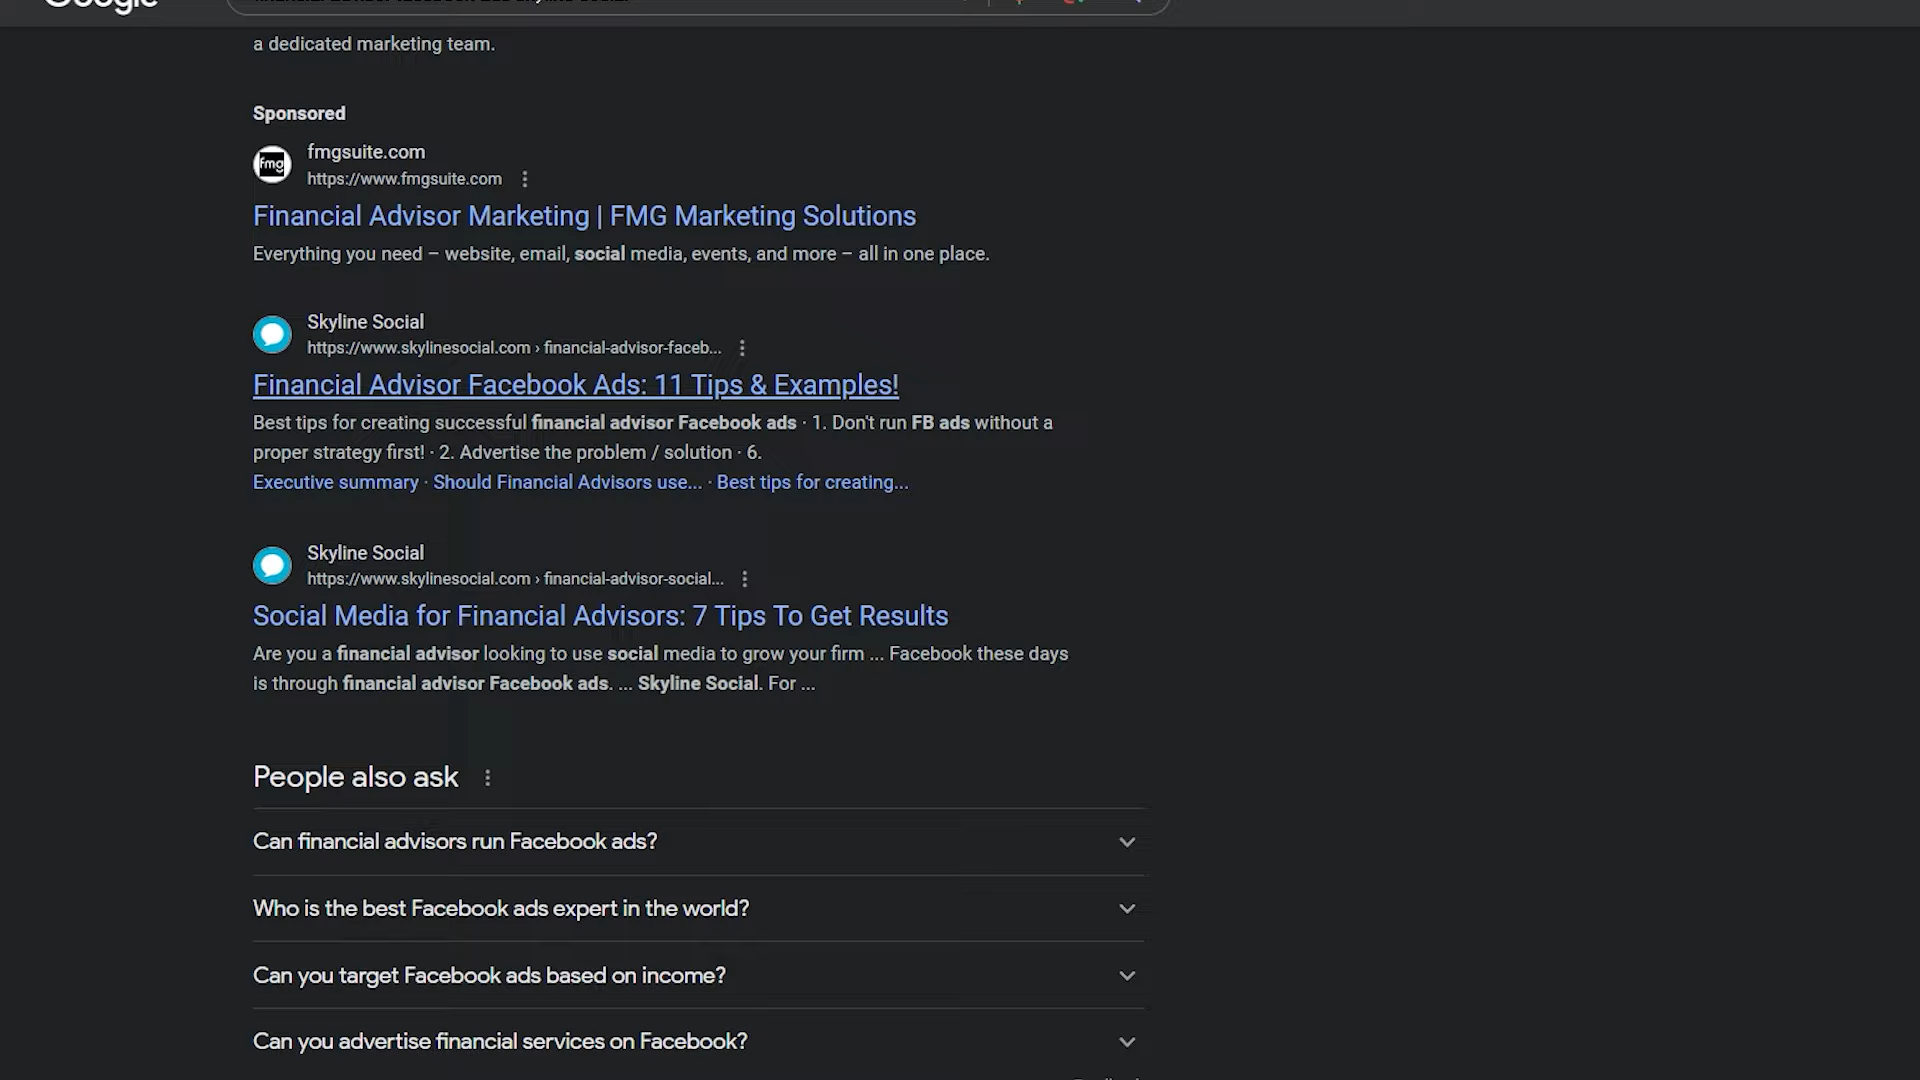 a dedicated marketing team.
Sponsored
fmg
fmgsuite.com
https://www.fmgsuite.com
Financial Advisor Marketing | FMG Marketing Solutions
Everything you need – website, email, social media, events, and more – all in one place.
Skyline Social
https://www.skylinesocial.com › financial-advisor-faceb...
Financial Advisor Facebook Ads: 11 Tips & Examples!
Best tips for creating successful financial advisor Facebook ads · 1. Don't run FB ads without a
proper strategy first! · 2. Advertise the problem / solution · 6.
Executive summary · Should Financial Advisors use... · Best tips for creating...
Skyline Social
https://www.skylinesocial.com › financial-advisor-social...
Social Media for Financial Advisors: 7 Tips To Get Results
Are you a financial advisor looking to use social media to grow your firm ... Facebook these days
is through financial advisor Facebook ads. ... Skyline Social. For ...
People also ask
Can financial advisors run Facebook ads?
Who is the best Facebook ads expert in the world?
Can you target Facebook ads based on income?
Can you advertise financial services on Facebook?